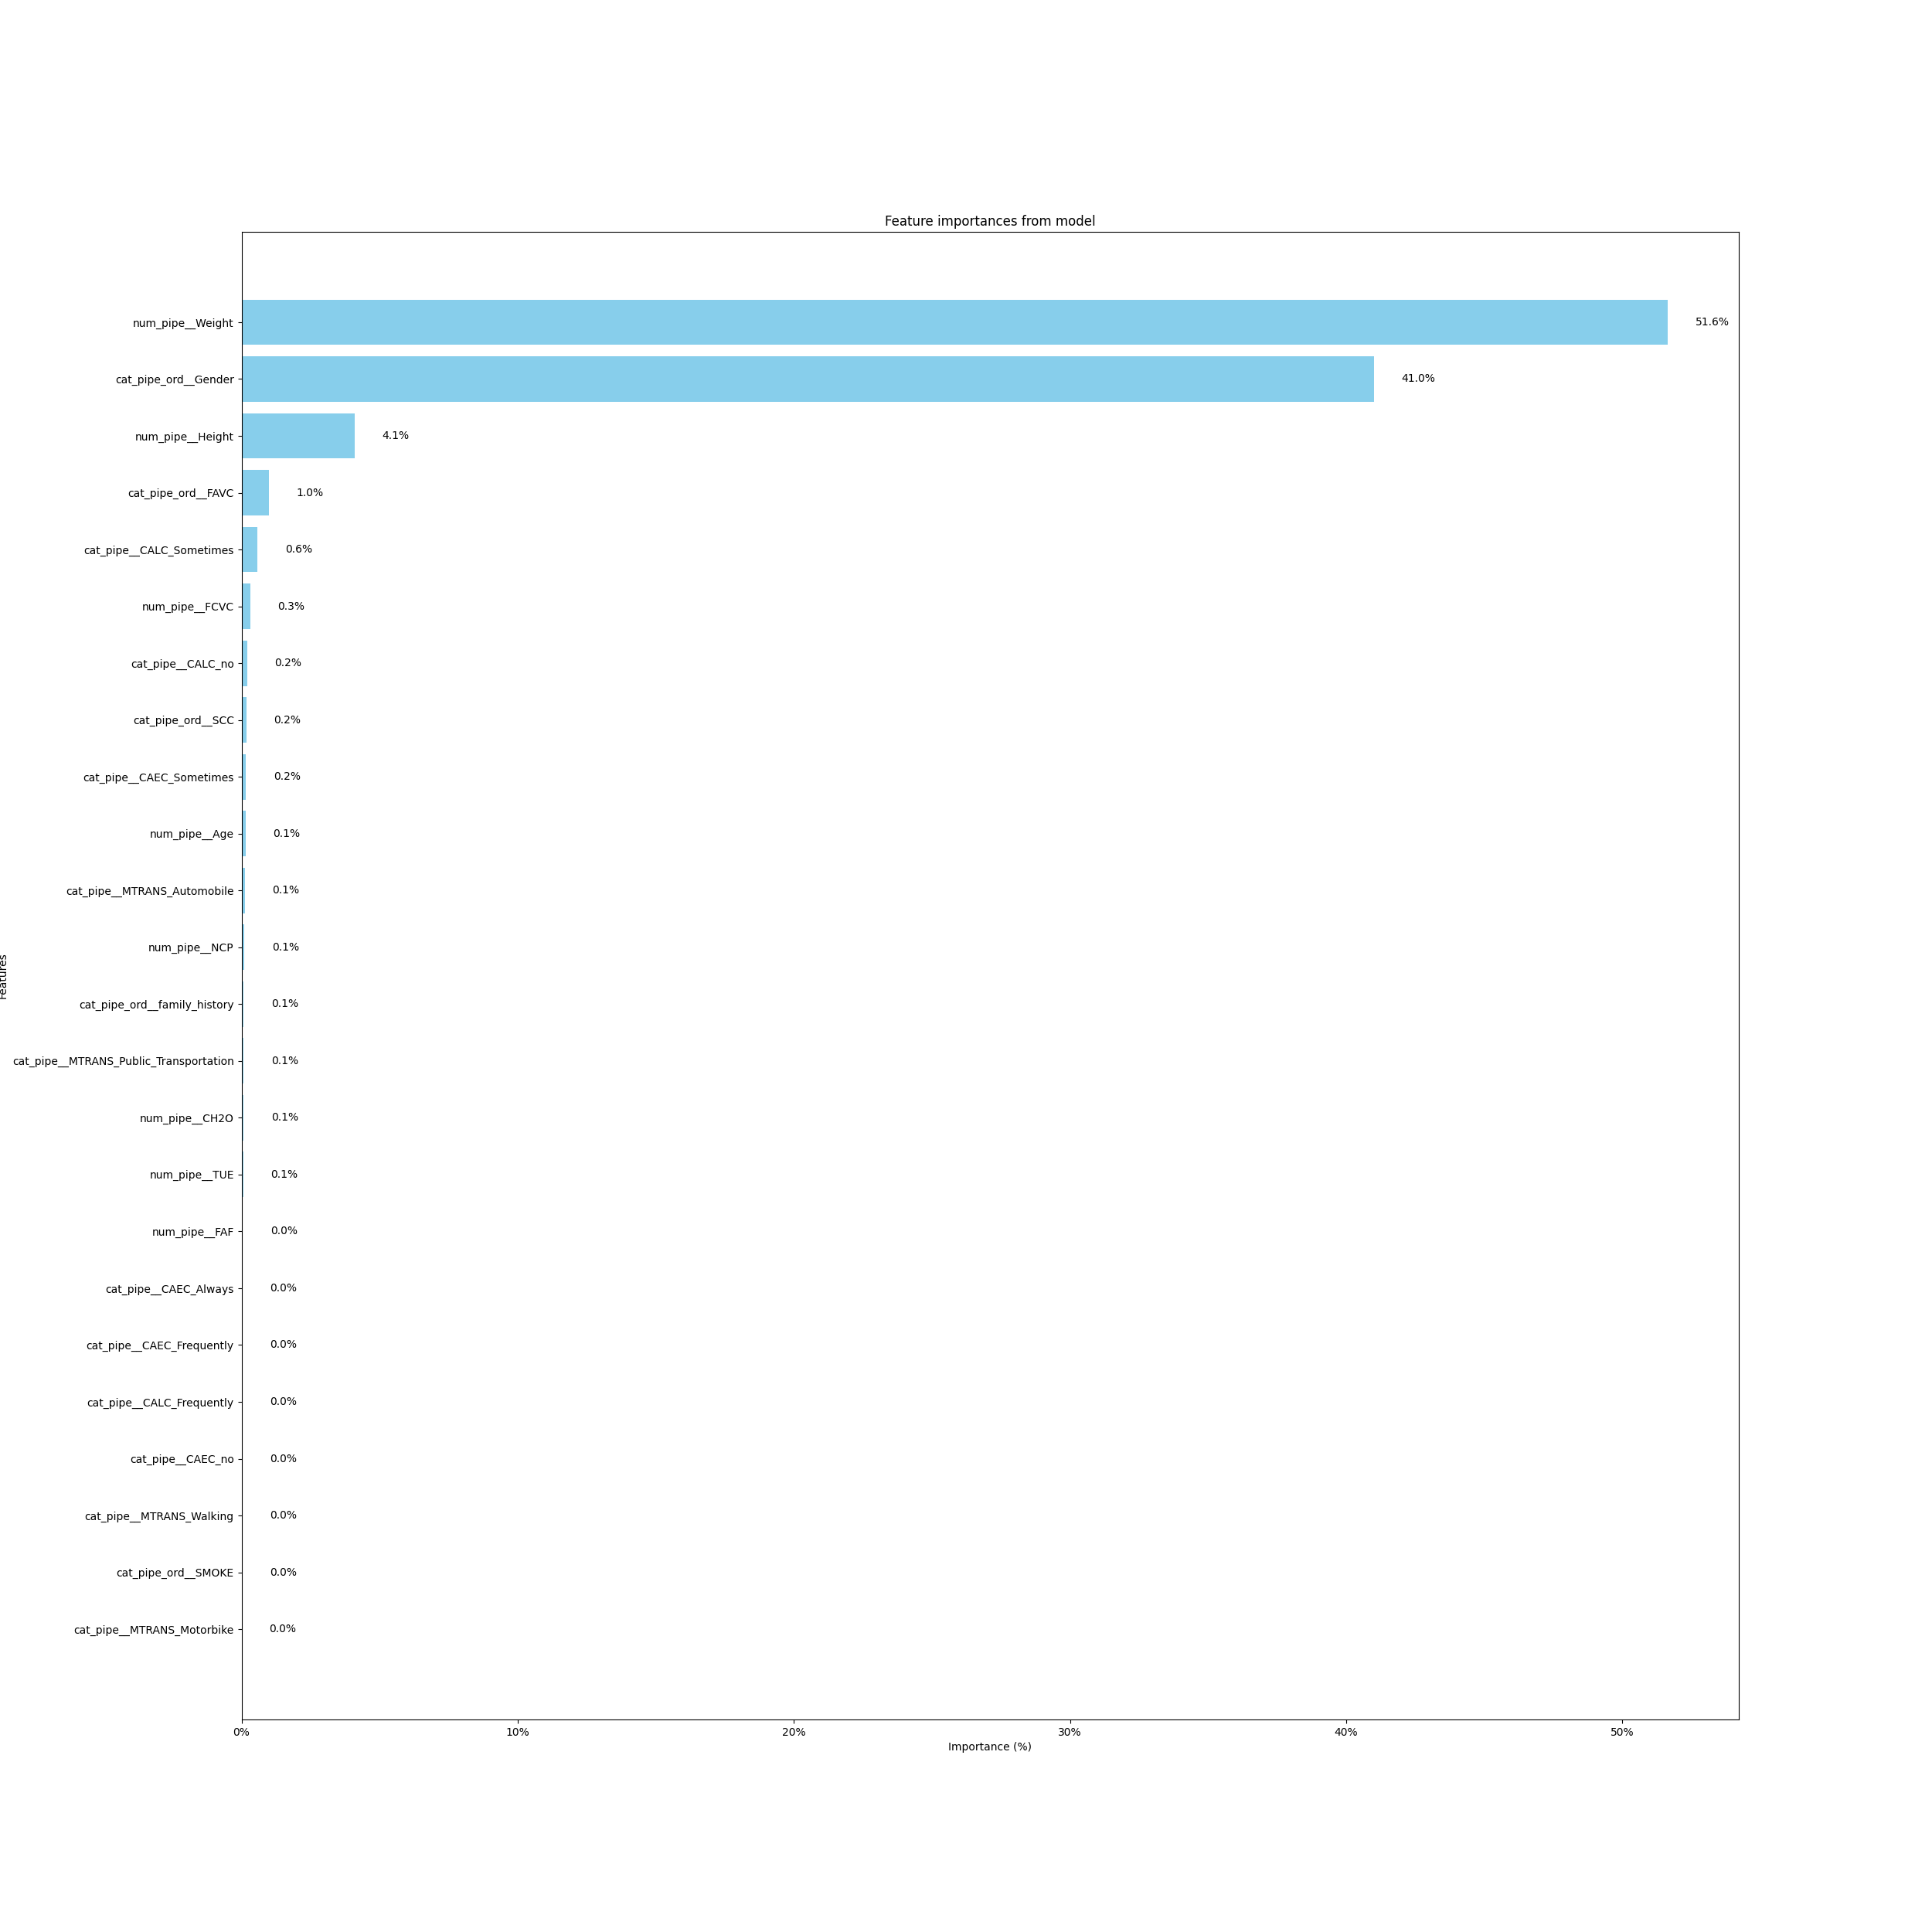 Feature importances from model
num_pipe__Weight 51.6%
cat_pipe_ord__Gender 41.0%
num_pipe__Height 4.1%
cat_pipe_ord__FAVC 1.0%
cat_pipe__CALC_Sometimes 0.6%
num_pipe__FCVC 0.3%
cat_pipe__CALC_no 0.2%
cat_pipe_ord__SCC 0.2%
cat_pipe__CAEC_Sometimes 0.2%
num_pipe__Age 0.1%
cat_pipe__MTRANS_Automobile 0.1%
num_pipe__NCP 0.1%
Features
cat_pipe_ord__family_history 0.1%
cat_pipe__MTRANS_Public_Transportation 0.1%
num_pipe__CH2O 0.1%
num_pipe__TUE 0.1%
num_pipe__FAF 0.0%
cat_pipe__CAEC_Always 0.0%
cat_pipe__CAEC_Frequently 0.0%
cat_pipe__CALC_Frequently 0.0%
cat_pipe__CAEC_no 0.0%
cat_pipe__MTRANS_Walking 0.0%
cat_pipe_ord__SMOKE 0.0%
cat_pipe__MTRANS_Motorbike 0.0%
0% 10% 20% 30% 40% 50%
Importance (%)